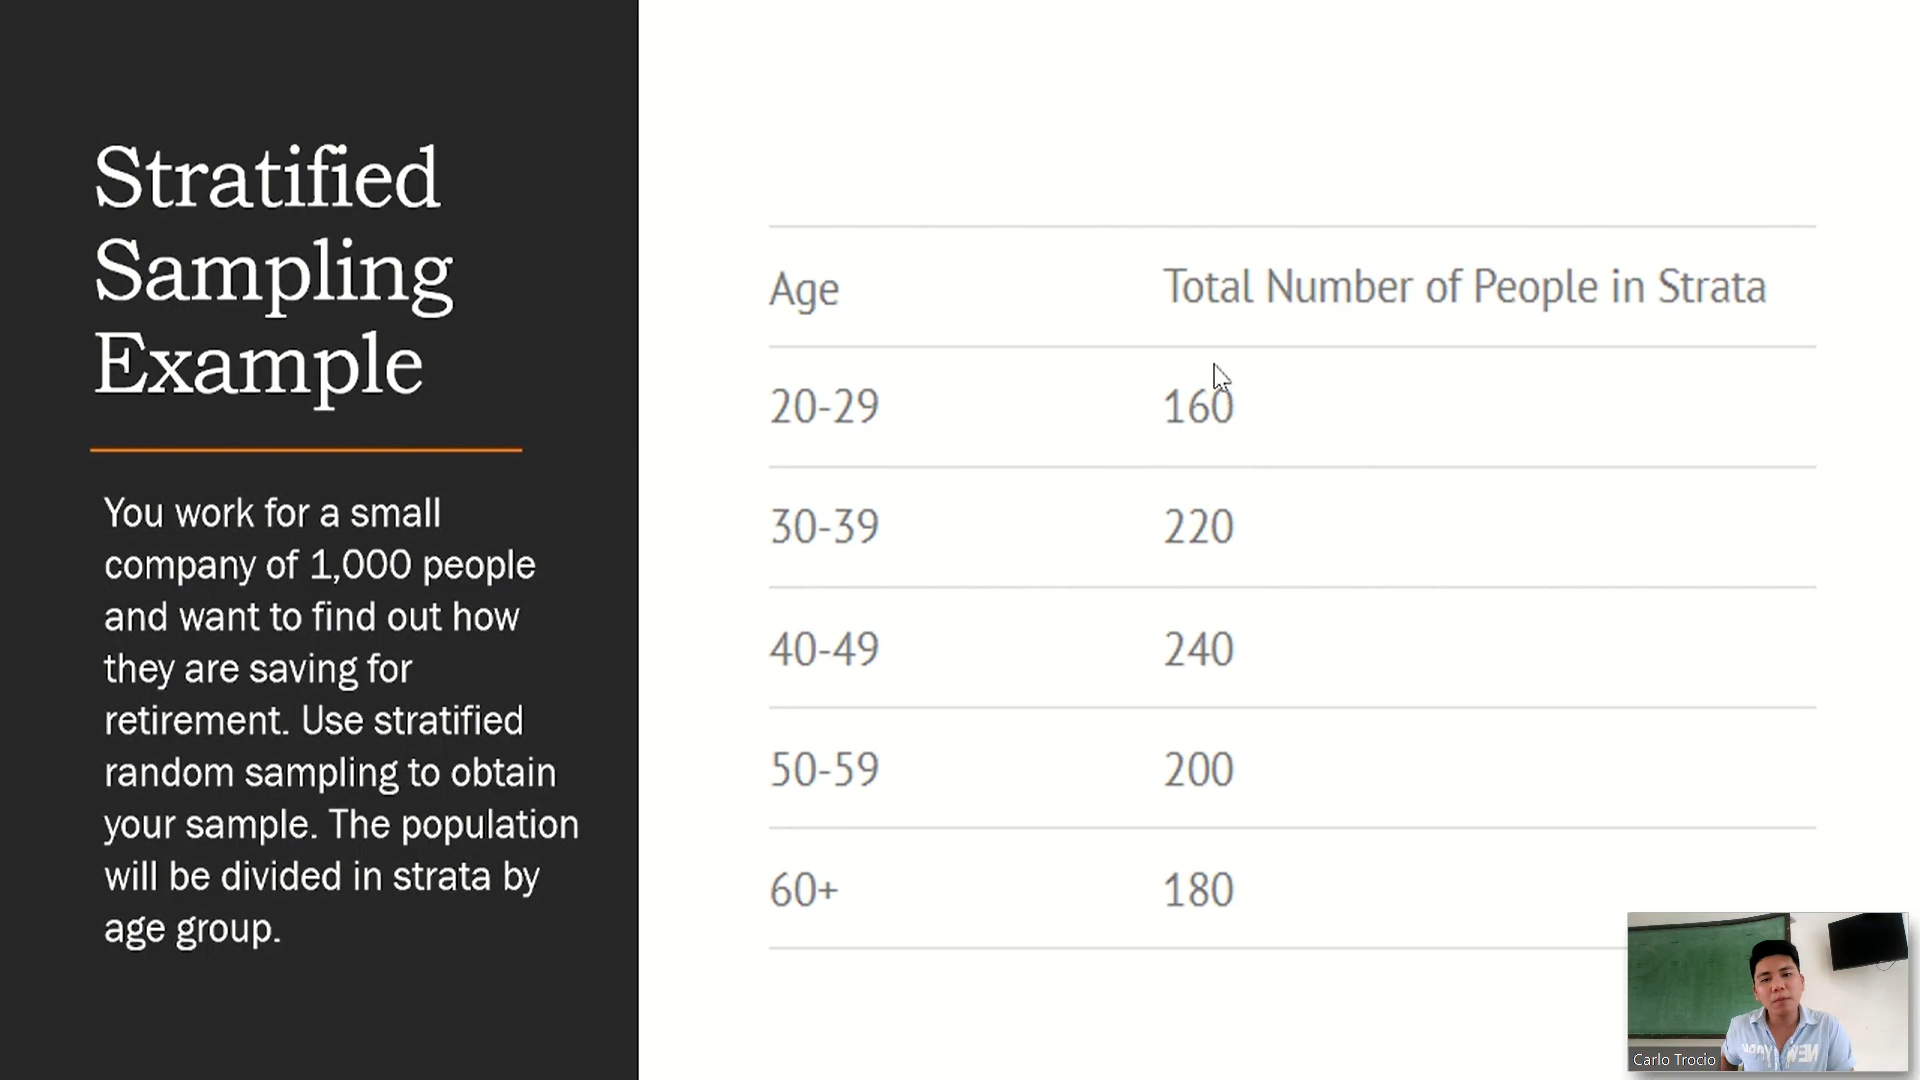 Stratified
Sampling
Example
You work for a small
company of 1,000 people
and want to find out how
they are saving for
retirement. Use stratified
random sampling to obtain
your sample. The population
will be divided in strata by
age group.
Age Total Number of People in Strata
20-29 160
30-39 220
40-49 240
50-59 200
60+ 180
Carlo Trocio